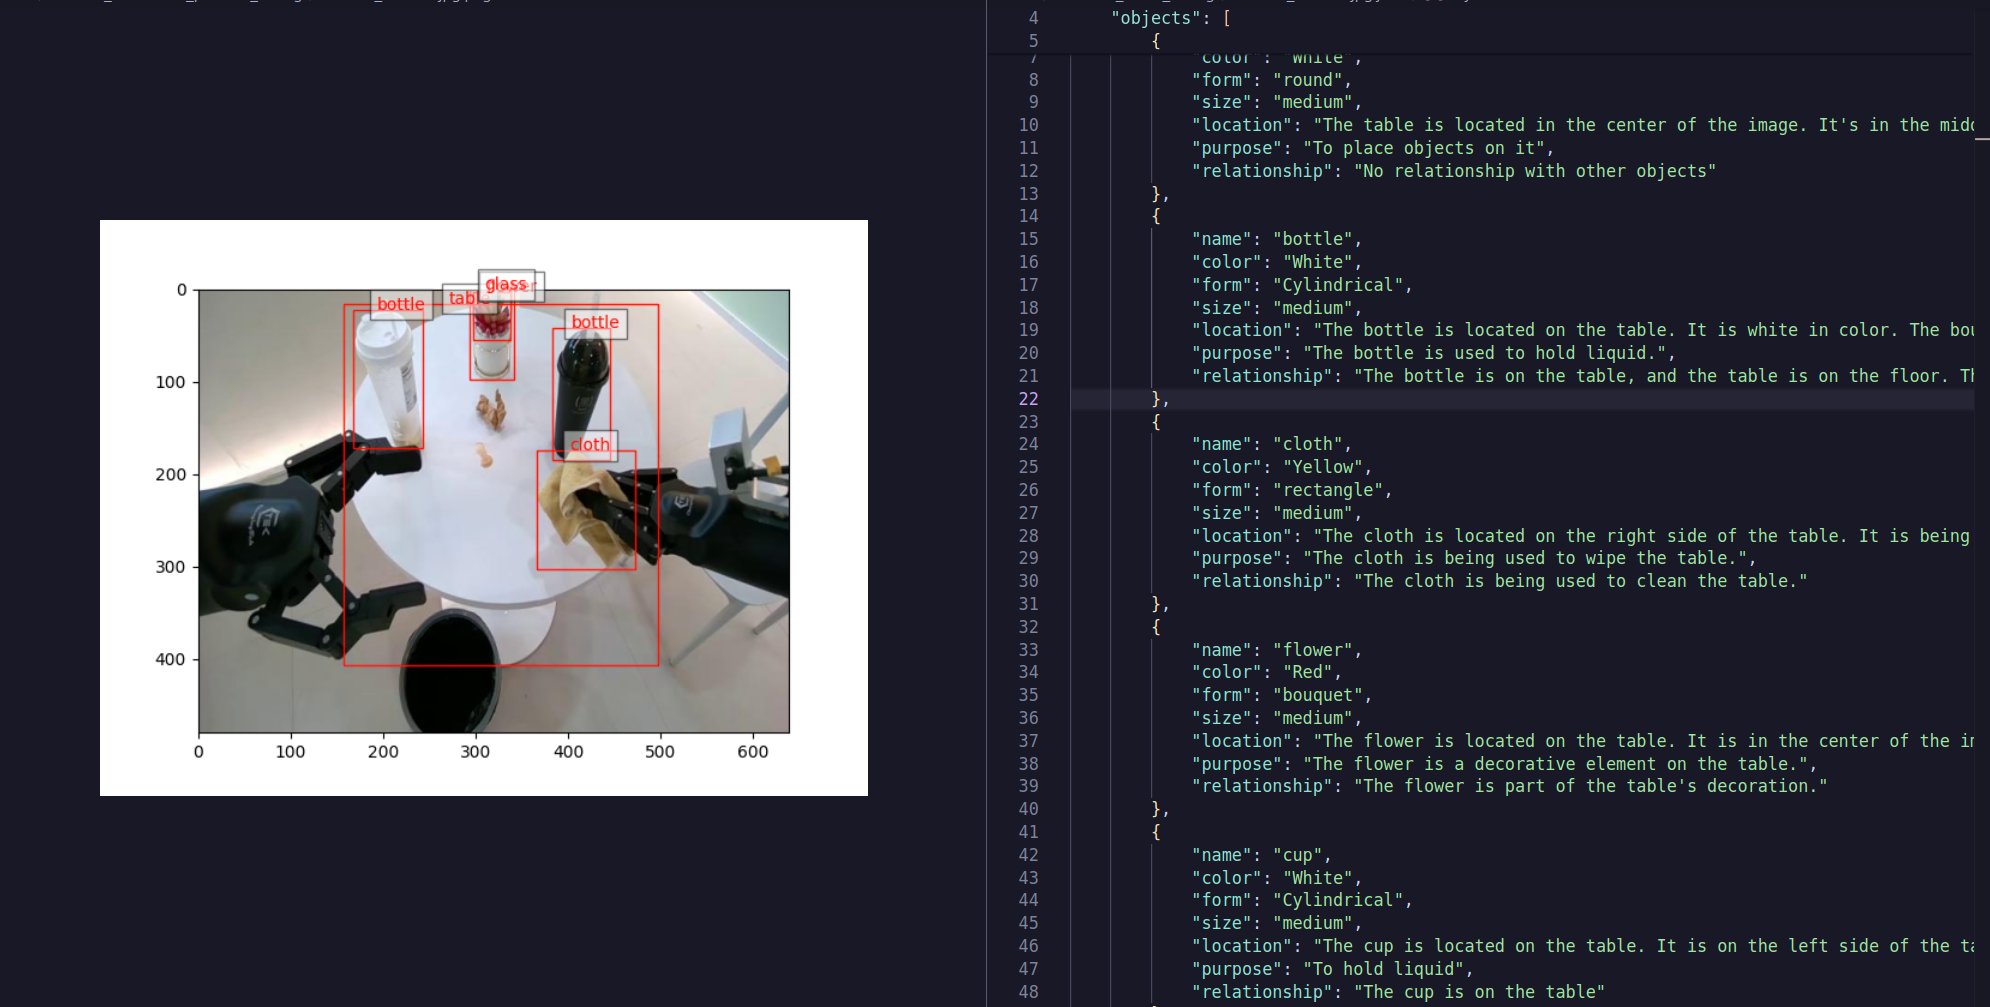 glass
table
bottle
bottle
cloth
0
100
200
300
400
0 100 200 300 400 500 600
4 "objects": [
5 {
7 "color": "White",
8 "form": "round",
9 "size": "medium",
10 "location": "The table is located in the center of the image. It's in the
11 "purpose": "To place objects on it",
12 "relationship": "No relationship with other objects"
13 },
14 {
15 "name": "bottle",
16 "color": "White",
17 "form": "Cylindrical",
18 "size": "medium",
19 "location": "The bottle is located on the table. It is white in color. The
20 "purpose": "The bottle is used to hold liquid.",
21 "relationship": "The bottle is on the table, and the table is on the floor.
22 },
23 {
24 "name": "cloth",
25 "color": "Yellow",
26 "form": "rectangle",
27 "size": "medium",
28 "location": "The cloth is located on the right side of the table. It is being
29 "purpose": "The cloth is being used to wipe the table.",
30 "relationship": "The cloth is being used to clean the table."
31 },
32 {
33 "name": "flower",
34 "color": "Red",
35 "form": "bouquet",
36 "size": "medium",
37 "location": "The flower is located on the table. It is in the center of the
38 "purpose": "The flower is a decorative element on the table.",
39 "relationship": "The flower is part of the table's decoration."
40 },
41 {
42 "name": "cup",
43 "color": "White",
44 "form": "Cylindrical",
45 "size": "medium",
46 "location": "The cup is located on the table. It is on the left side of the
47 "purpose": "To hold liquid",
48 "relationship": "The cup is on the table"